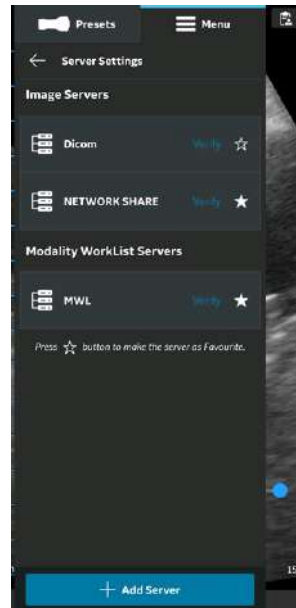 Presets
Menu
Server Settings
Image Servers
Dicom Verify
NETWORK SHARE Verify
Modality WorkList Servers
MWL Verify
Press ☆ button to make the server as Favourite.
Add Server
15